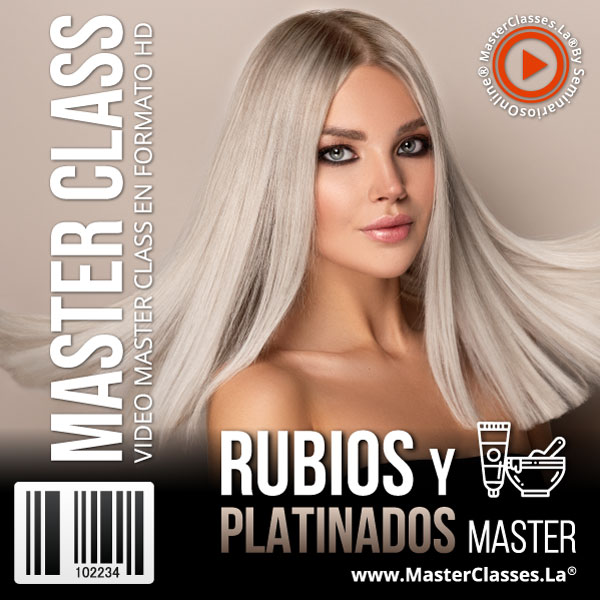 MASTER CLASS
VIDEO MASTER CLASS EN FORMATO HD
MasterClasses.La®By SeminariosOnline®
RUBIOS Y
PLATINADOS MASTER
102234
www.MasterClasses.La®